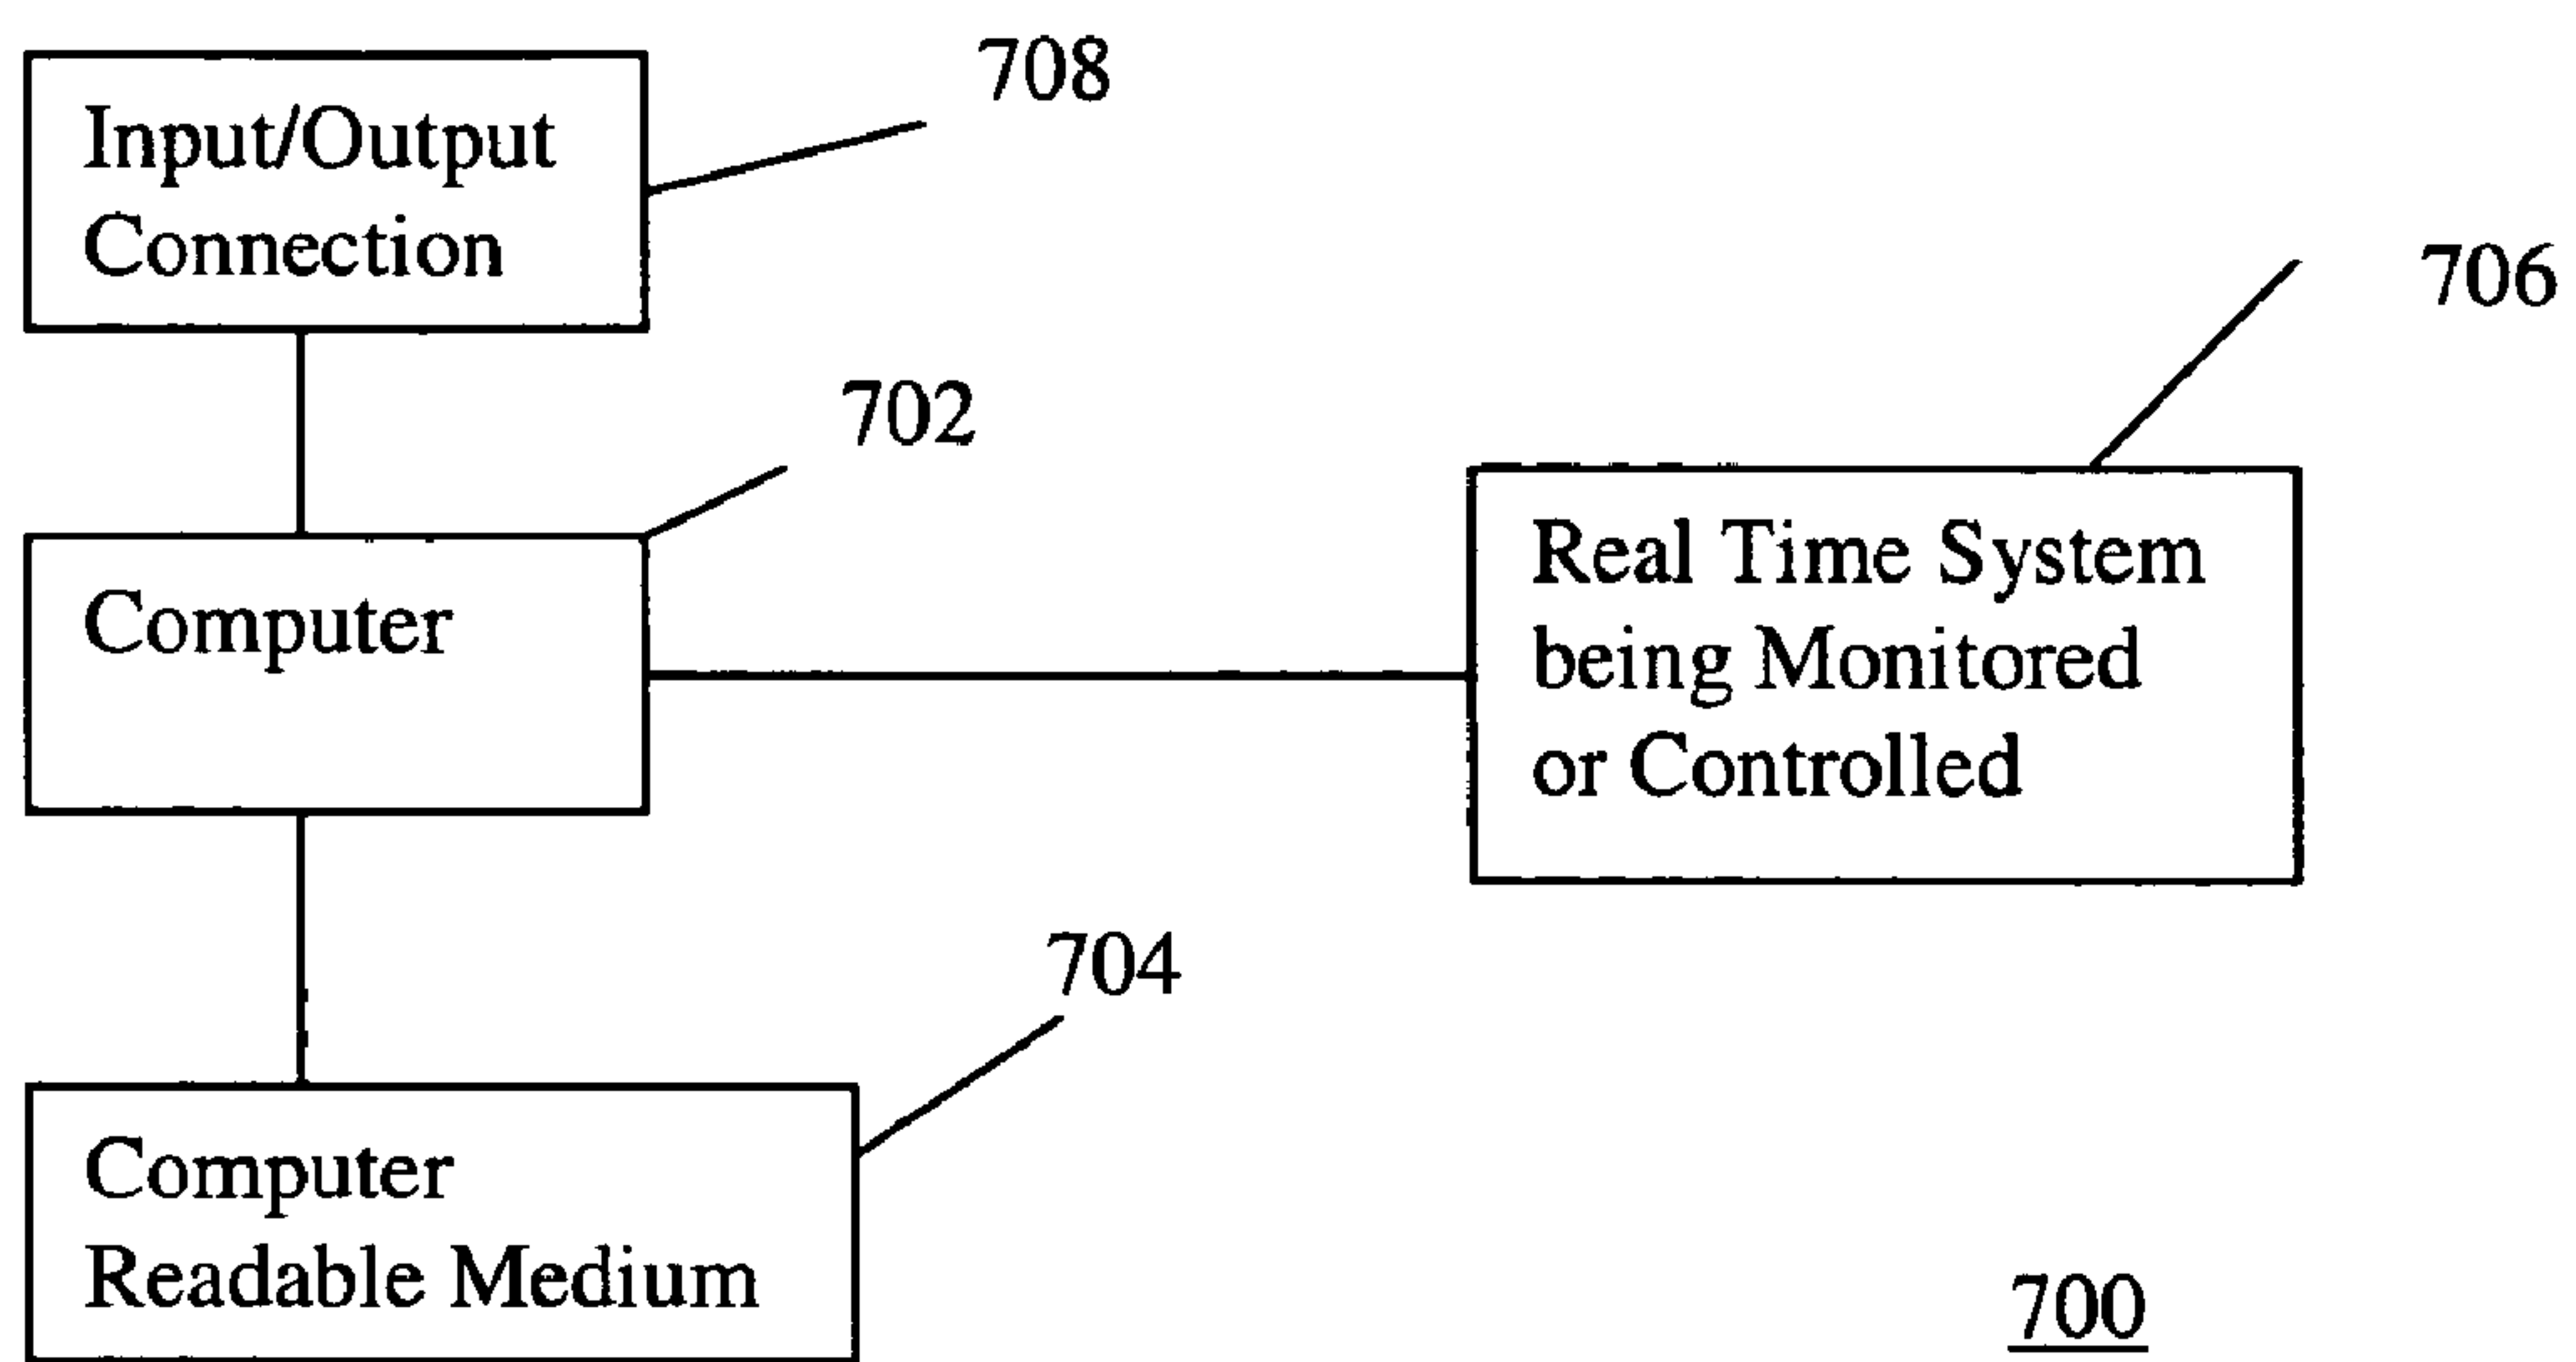 708
Input/Output
Connection
706
702
Computer
Real Time System
being Monitored
or Controlled
704
Computer
Readable Medium
700